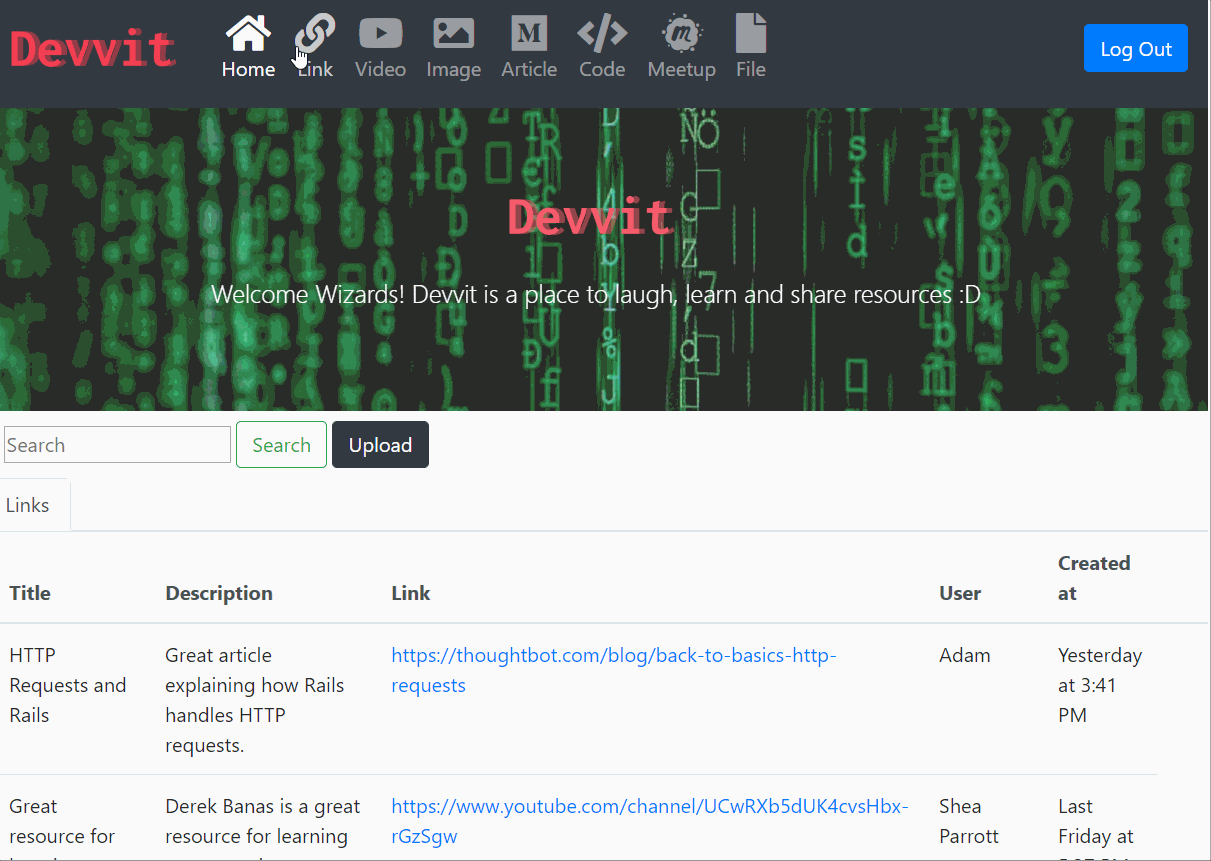 Devvit
Home Link Video Image Article Code Meetup File
Log Out
Devvit
Welcome Wizards! Devvit is a place to laugh, learn and share resources :D
Search Search Upload
Links
Title Description Link User Created at
HTTP Requests and Rails
Great article explaining how Rails handles HTTP requests.
https://thoughtbot.com/blog/back-to-basics-http-requests
Adam
Yesterday at 3:41 PM
Great resource for
Derek Banas is a great resource for learning
https://www.youtube.com/channel/UCwRXb5dUK4cvsHbx-rGzSgw
Shea Parrott
Last Friday at